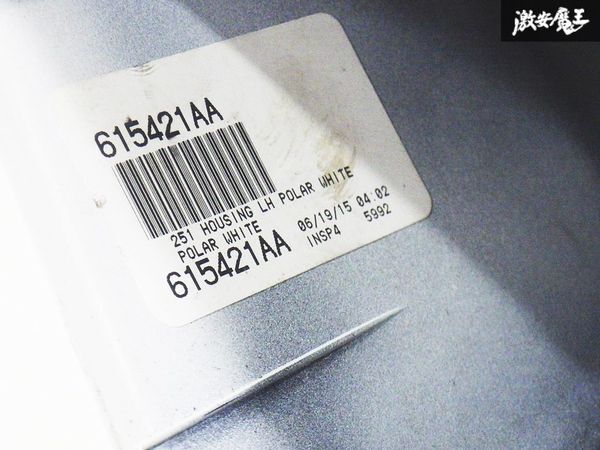 激安魔王
615421AA
251 HOUSING LH POLAR WHITE
POLAR WHITE 06/19/15 04.02
615421AA INSP4 5992